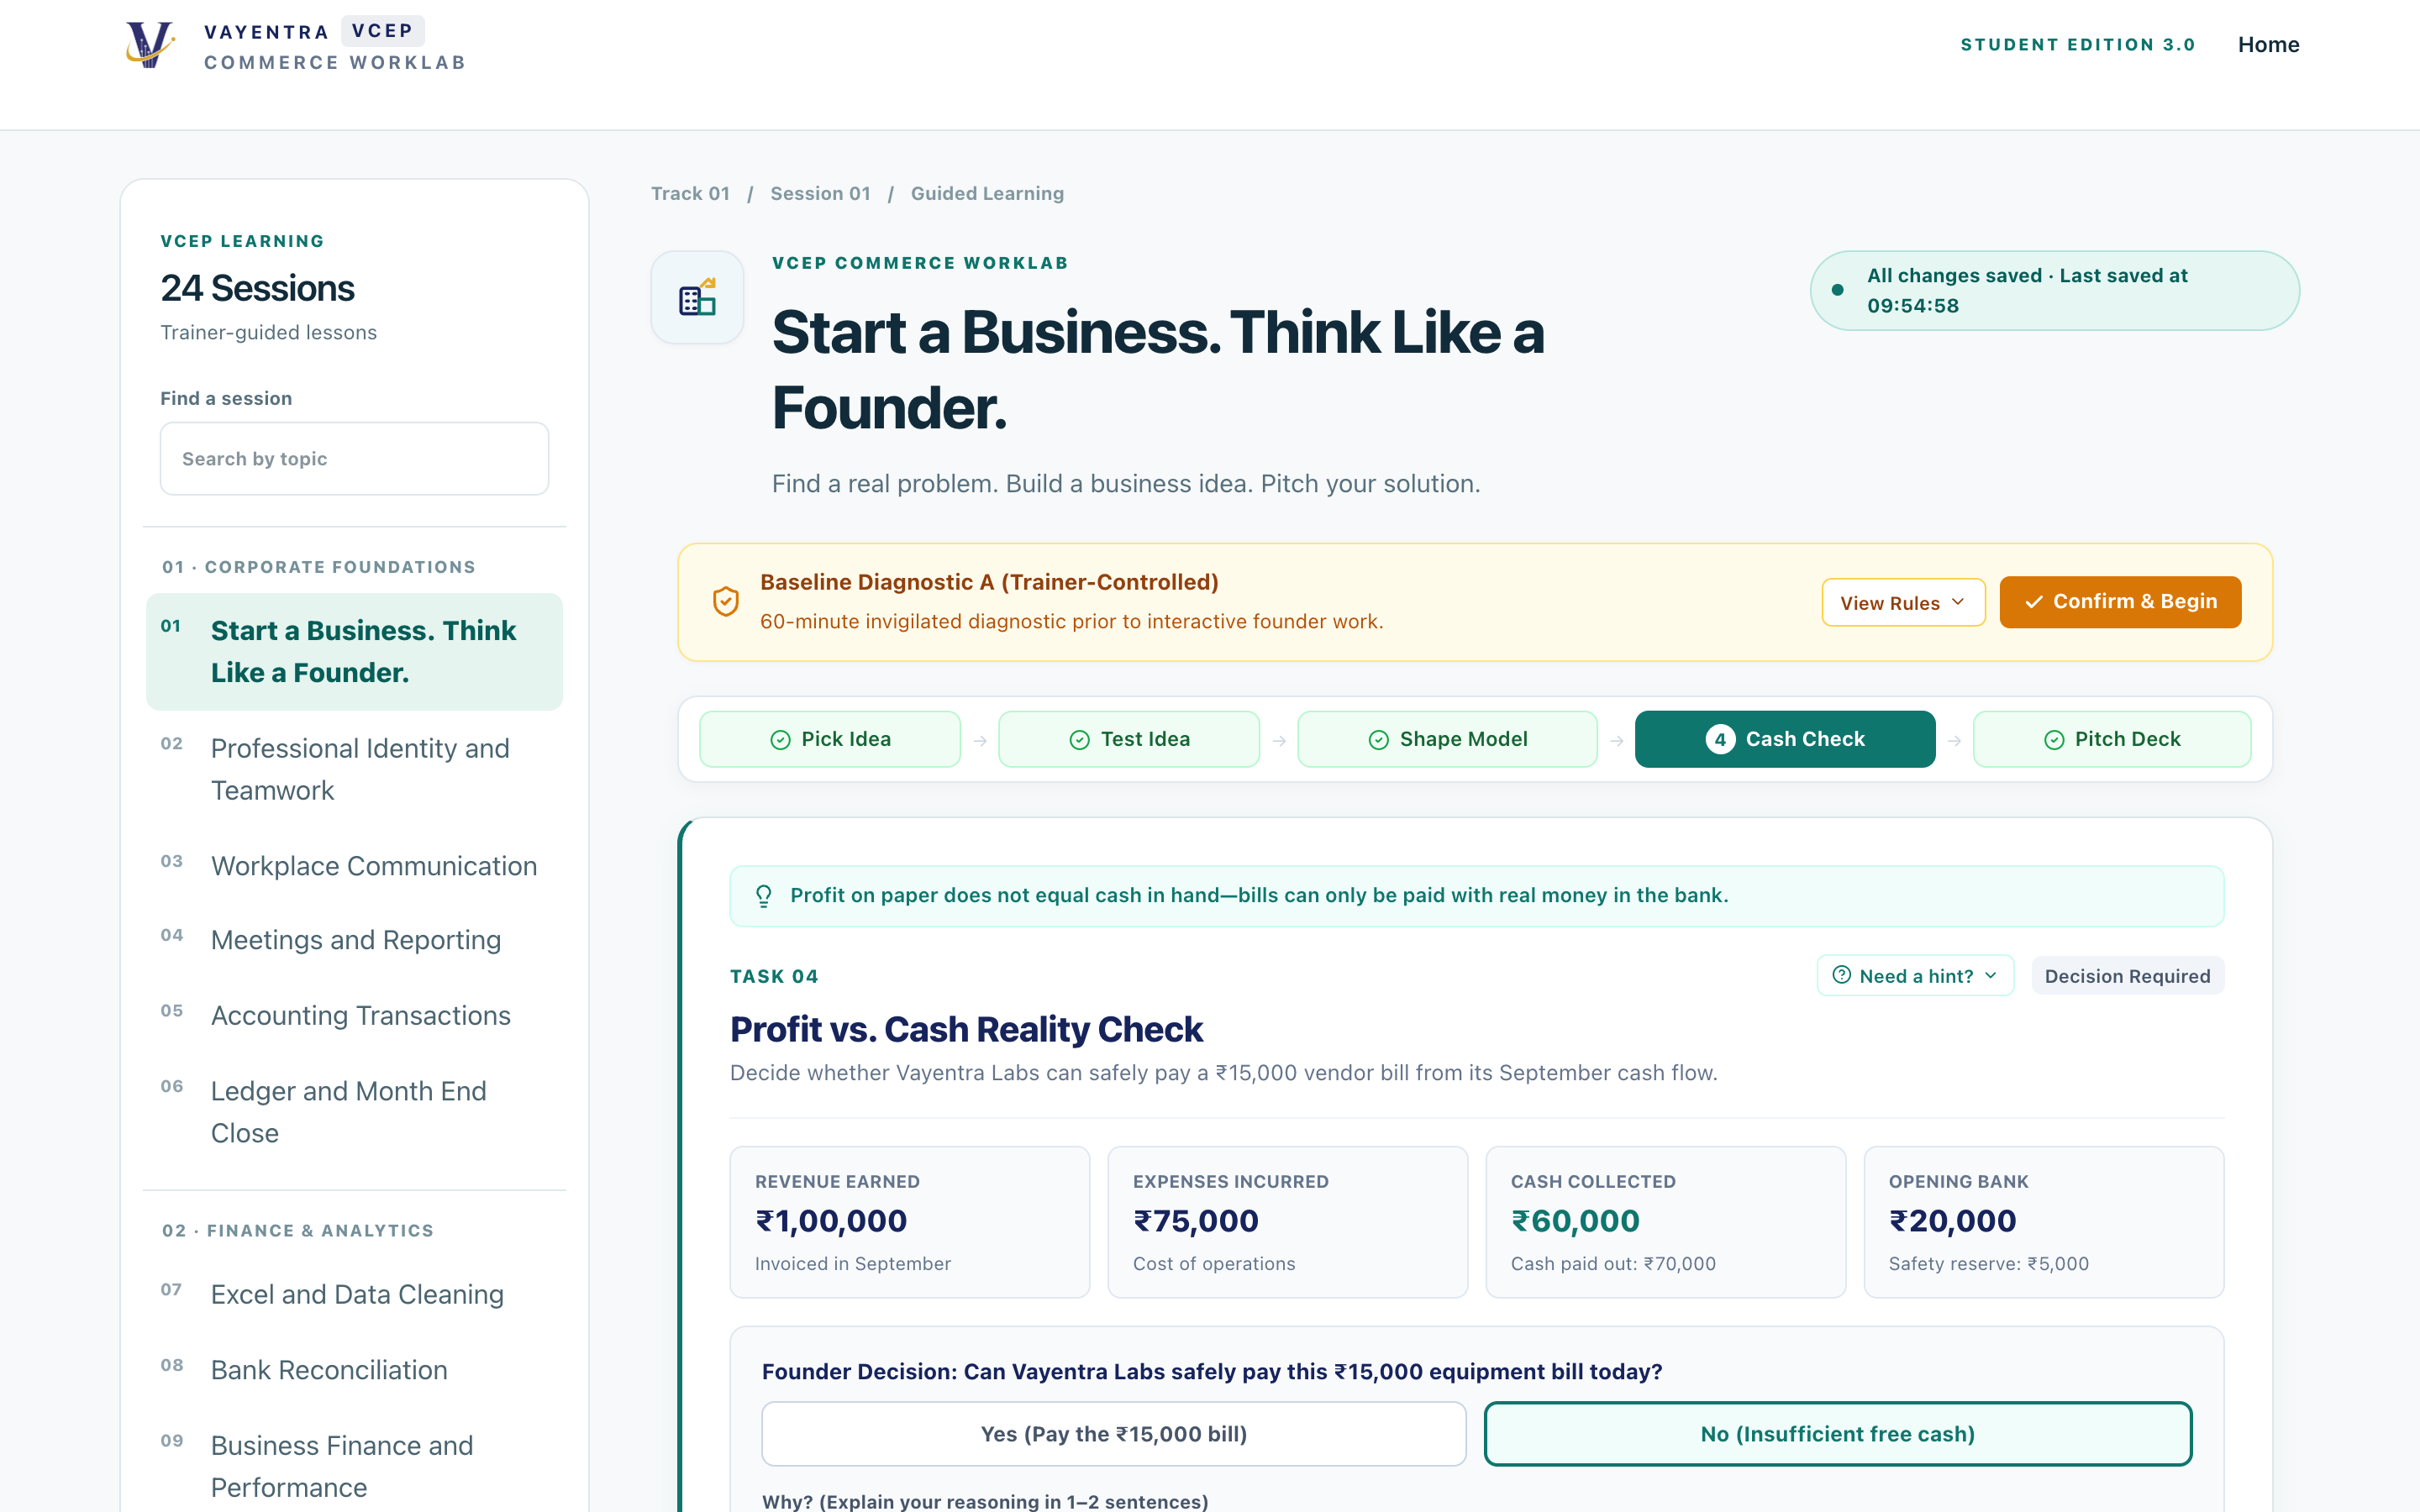 VAYENTRA VCEP
COMMERCE WORKLAB
STUDENT EDITION 3.0
Home
VCEP LEARNING
24 Sessions
Trainer-guided lessons
Find a session
Search by topic
01 · CORPORATE FOUNDATIONS
01 Start a Business. Think
Like a Founder.
02 Professional Identity and
Teamwork
03 Workplace Communication
04 Meetings and Reporting
05 Accounting Transactions
06 Ledger and Month End
Close
02 · FINANCE & ANALYTICS
07 Excel and Data Cleaning
08 Bank Reconciliation
09 Business Finance and
Performance
Track 01 / Session 01 / Guided Learning
VCEP COMMERCE WORKLAB
Start a Business. Think Like a
Founder.
Find a real problem. Build a business idea. Pitch your solution.
All changes saved · Last saved at
09:54:58
Baseline Diagnostic A (Trainer-Controlled)
60-minute invigilated diagnostic prior to interactive founder work.
View Rules
Confirm & Begin
Pick Idea → Test Idea → Shape Model → 4 Cash Check → Pitch Deck
Profit on paper does not equal cash in hand—bills can only be paid with real money in the bank.
TASK 04
Need a hint?
Decision Required
Profit vs. Cash Reality Check
Decide whether Vayentra Labs can safely pay a ₹15,000 vendor bill from its September cash flow.
REVENUE EARNED
₹1,00,000
Invoiced in September
EXPENSES INCURRED
₹75,000
Cost of operations
CASH COLLECTED
₹60,000
Cash paid out: ₹70,000
OPENING BANK
₹20,000
Safety reserve: ₹5,000
Founder Decision: Can Vayentra Labs safely pay this ₹15,000 equipment bill today?
Yes (Pay the ₹15,000 bill)
No (Insufficient free cash)
Why? (Explain your reasoning in 1–2 sentences)